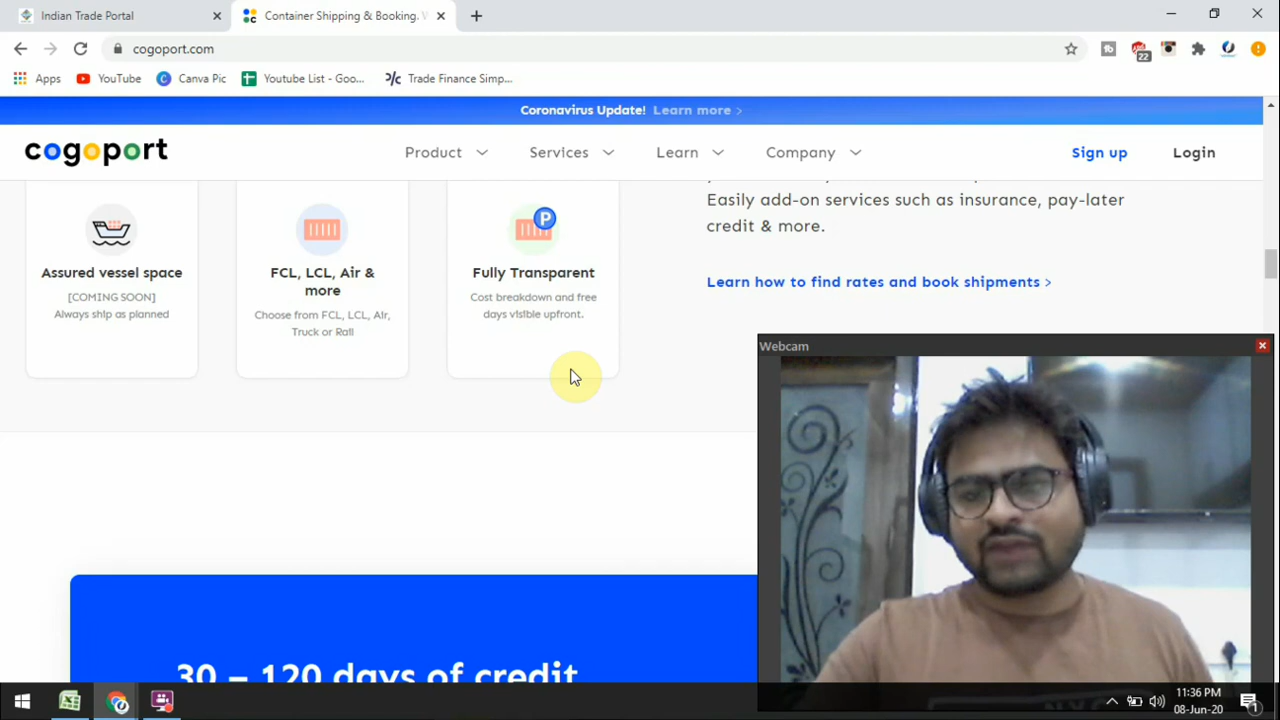 Indian Trade Portal
Container Shipping & Booking.
cogoport.com
22
Apps
YouTube
Canva Pic
Youtube List - Goo...
Trade Finance Simp...
Coronavirus Update! Learn more >
cogoport
Product
Services
Learn
Company
Sign up
Login
Assured vessel space
[COMING SOON]
Always ship as planned
FCL, LCL, Air &
more
Choose from FCL, LCL, Air,
Truck or Rail
P
Fully Transparent
Cost breakdown and free
days visible upfront.
Easily add-on services such as insurance, pay-later
credit & more.
Learn how to find rates and book shipments >
Webcam
30 – 120 days of credit
11:36 PM
08-Jun-20
1